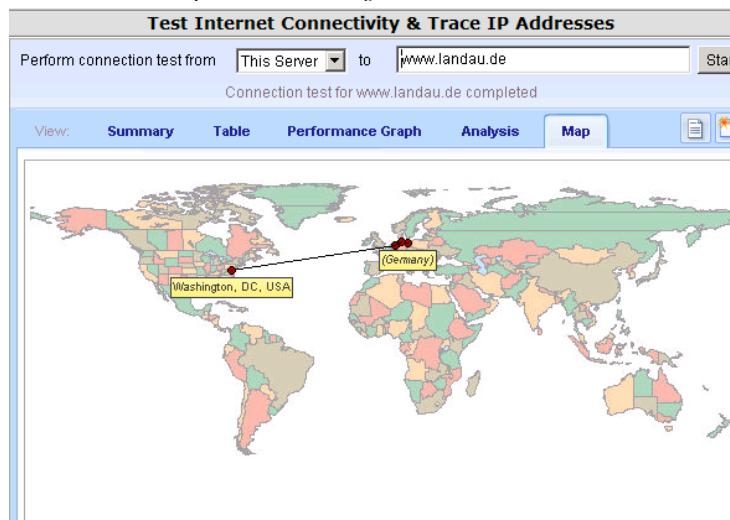 Test Internet Connectivity & Trace IP Addresses
Perform connection test from This Server to www.landau.de
Connection test for www.landau.de completed
View: Summary Table Performance Graph Analysis Map
(Germany)
Washington, DC, USA